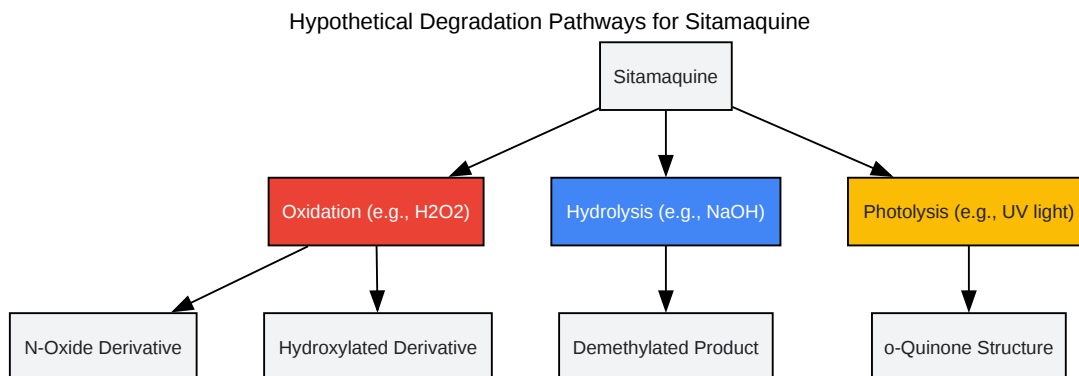 Hypothetical Degradation Pathways for Sitamaquine
Sitamaquine
Oxidation (e.g., H2O2)
Hydrolysis (e.g., NaOH)
Photolysis (e.g., UV light)
N-Oxide Derivative
Hydroxylated Derivative
Demethylated Product
o-Quinone Structure